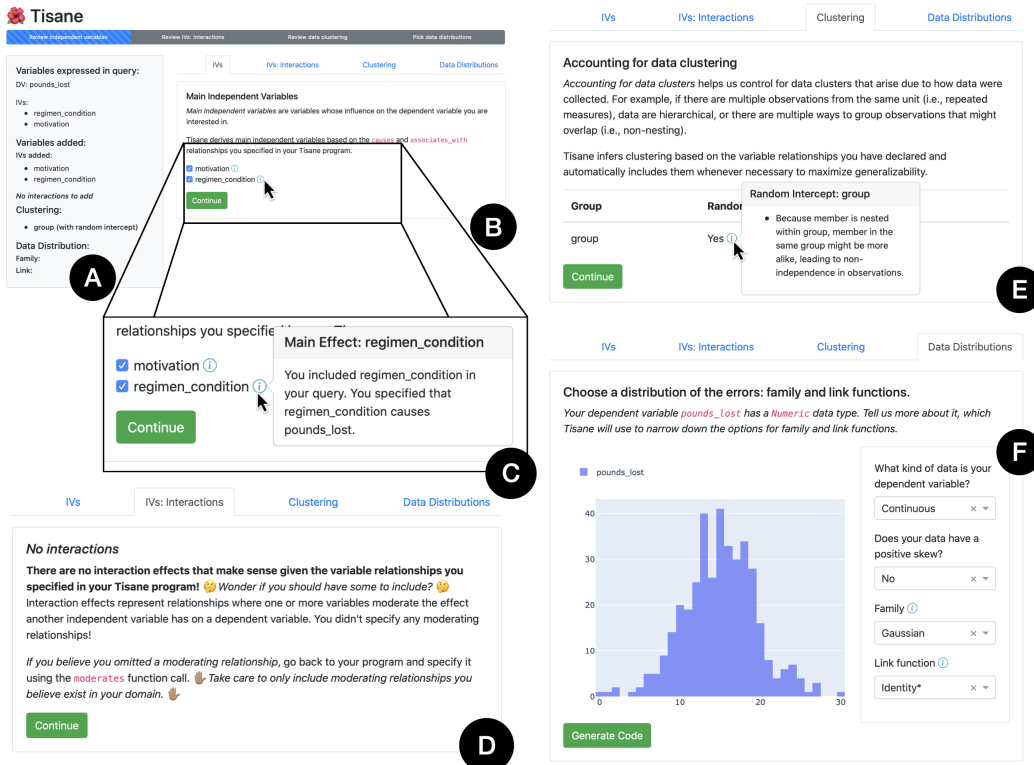 Tisane
Review independent variables
Review IVs: Interactions
Review data clustering
Pick data distributions
Variables expressed in query:
DV: pounds_lost
IVs:
regimen_condition
motivation
Variables added:
IVs added:
motivation
regimen_condition
No interactions to add
Clustering:
group (with random intercept)
Data Distribution:
Family:
Link:
A
IVs
IVs: Interactions
Clustering
Data Distributions
Main Independent Variables
Main independent variables are variables whose influence on the dependent variable you are
interested in.
Tisane derives main independent variables based on the causes and associates_with
relationships you specified in your Tisane program.
motivation
regimen_condition
Continue
B
relationships you specifie
motivation
regimen_condition
Continue
Main Effect: regimen_condition
You included regimen_condition in
your query. You specified that
regimen_condition causes
pounds_lost.
C
IVs
IVs: Interactions
Clustering
Data Distributions
No interactions
There are no interaction effects that make sense given the variable relationships you
specified in your Tisane program! 🤔 Wonder if you should have some to include? 🤔
Interaction effects represent relationships where one or more variables moderate the effect
another independent variable has on a dependent variable. You didn't specify any moderating
relationships!
If you believe you omitted a moderating relationship, go back to your program and specify it
using the moderates function call. 🖐🏽 Take care to only include moderating relationships you
believe exist in your domain. 🖐🏽
Continue
D
IVs
IVs: Interactions
Clustering
Data Distributions
Accounting for data clustering
Accounting for data clusters helps us control for data clusters that arise due to how data were
collected. For example, if there are multiple observations from the same unit (i.e., repeated
measures), data are hierarchical, or there are multiple ways to group observations that might
overlap (i.e., non-nesting).
Tisane infers clustering based on the variable relationships you have declared and
automatically includes them whenever necessary to maximize generalizability.
Group
Rando
group
Yes
Random Intercept: group
Because member is nested
within group, member in the
same group might be more
alike, leading to non-
independence in observations.
Continue
E
IVs
IVs: Interactions
Clustering
Data Distributions
Choose a distribution of the errors: family and link functions.
Your dependent variable pounds_lost has a Numeric data type. Tell us more about it, which
Tisane will use to narrow down the options for family and link functions.
pounds_lost
40
30
20
10
0
0
10
20
30
What kind of data is your
dependent variable?
Continuous
Does your data have a
positive skew?
No
Family
Gaussian
Link function
Identity*
Generate Code
F